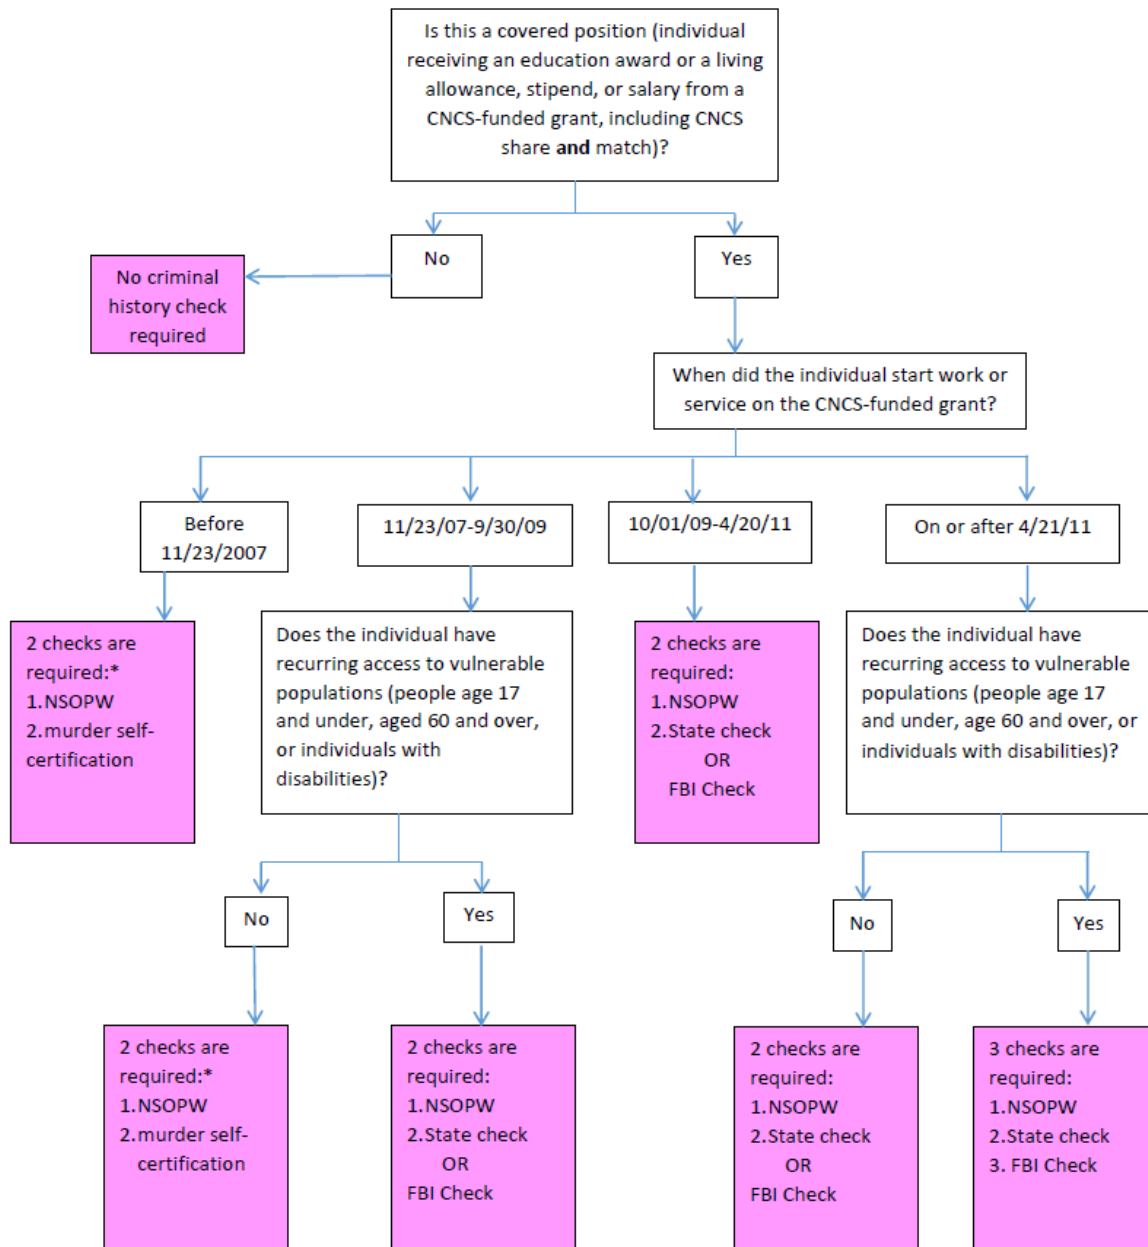 Is this a covered position (individual
receiving an education award or a living
allowance, stipend, or salary from a
CNCS-funded grant, including CNCS
share and match)?
No
Yes
No criminal
history check
required
When did the individual start work or
service on the CNCS-funded grant?
Before
11/23/2007
11/23/07-9/30/09
10/01/09-4/20/11
On or after 4/21/11
2 checks are
required:*
1.NSOPW
2.murder self-
certification
Does the individual have
recurring access to vulnerable
populations (people age 17
and under, aged 60 and over,
or individuals with
disabilities)?
2 checks are
required:
1.NSOPW
2.State check
OR
FBI Check
Does the individual have
recurring access to vulnerable
populations (people age 17
and under, age 60 and over, or
individuals with disabilities)?
No
Yes
No
Yes
2 checks are
required:*
1.NSOPW
2.murder self-
certification
2 checks are
required:
1.NSOPW
2.State check
OR
FBI Check
2 checks are
required:
1.NSOPW
2.State check
OR
FBI Check
3 checks are
required:
1.NSOPW
2.State check
3. FBI Check